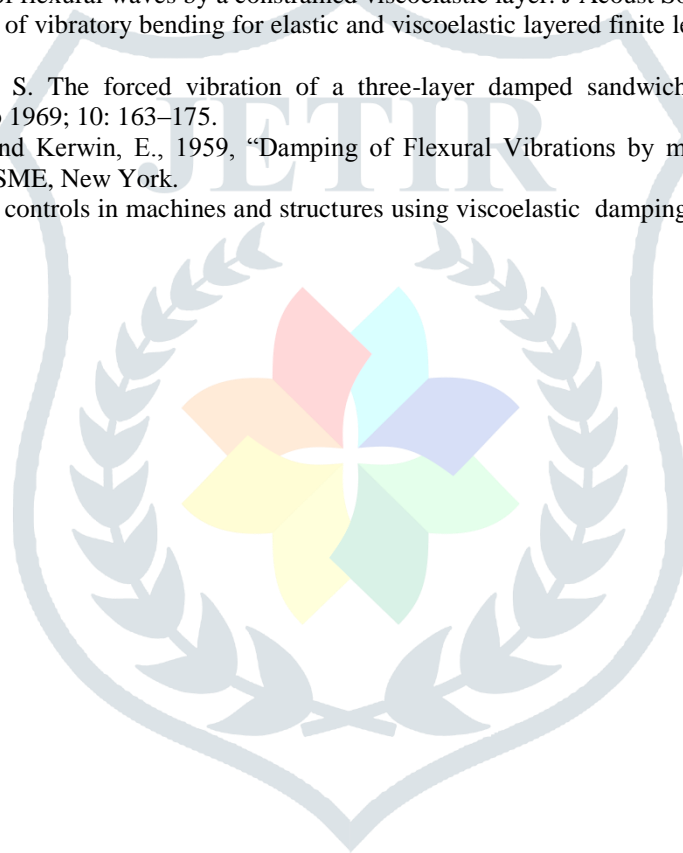 of flexural waves by a constrained viscoelastic layer. J Acoust So
of vibratory bending for elastic and viscoelastic layered finite le
S. The forced vibration of a three-layer damped sandwich
1969; 10: 163–175.
nd Kerwin, E., 1959, “Damping of Flexural Vibrations by m
SME, New York.
controls in machines and structures using viscoelastic damping
JETIR